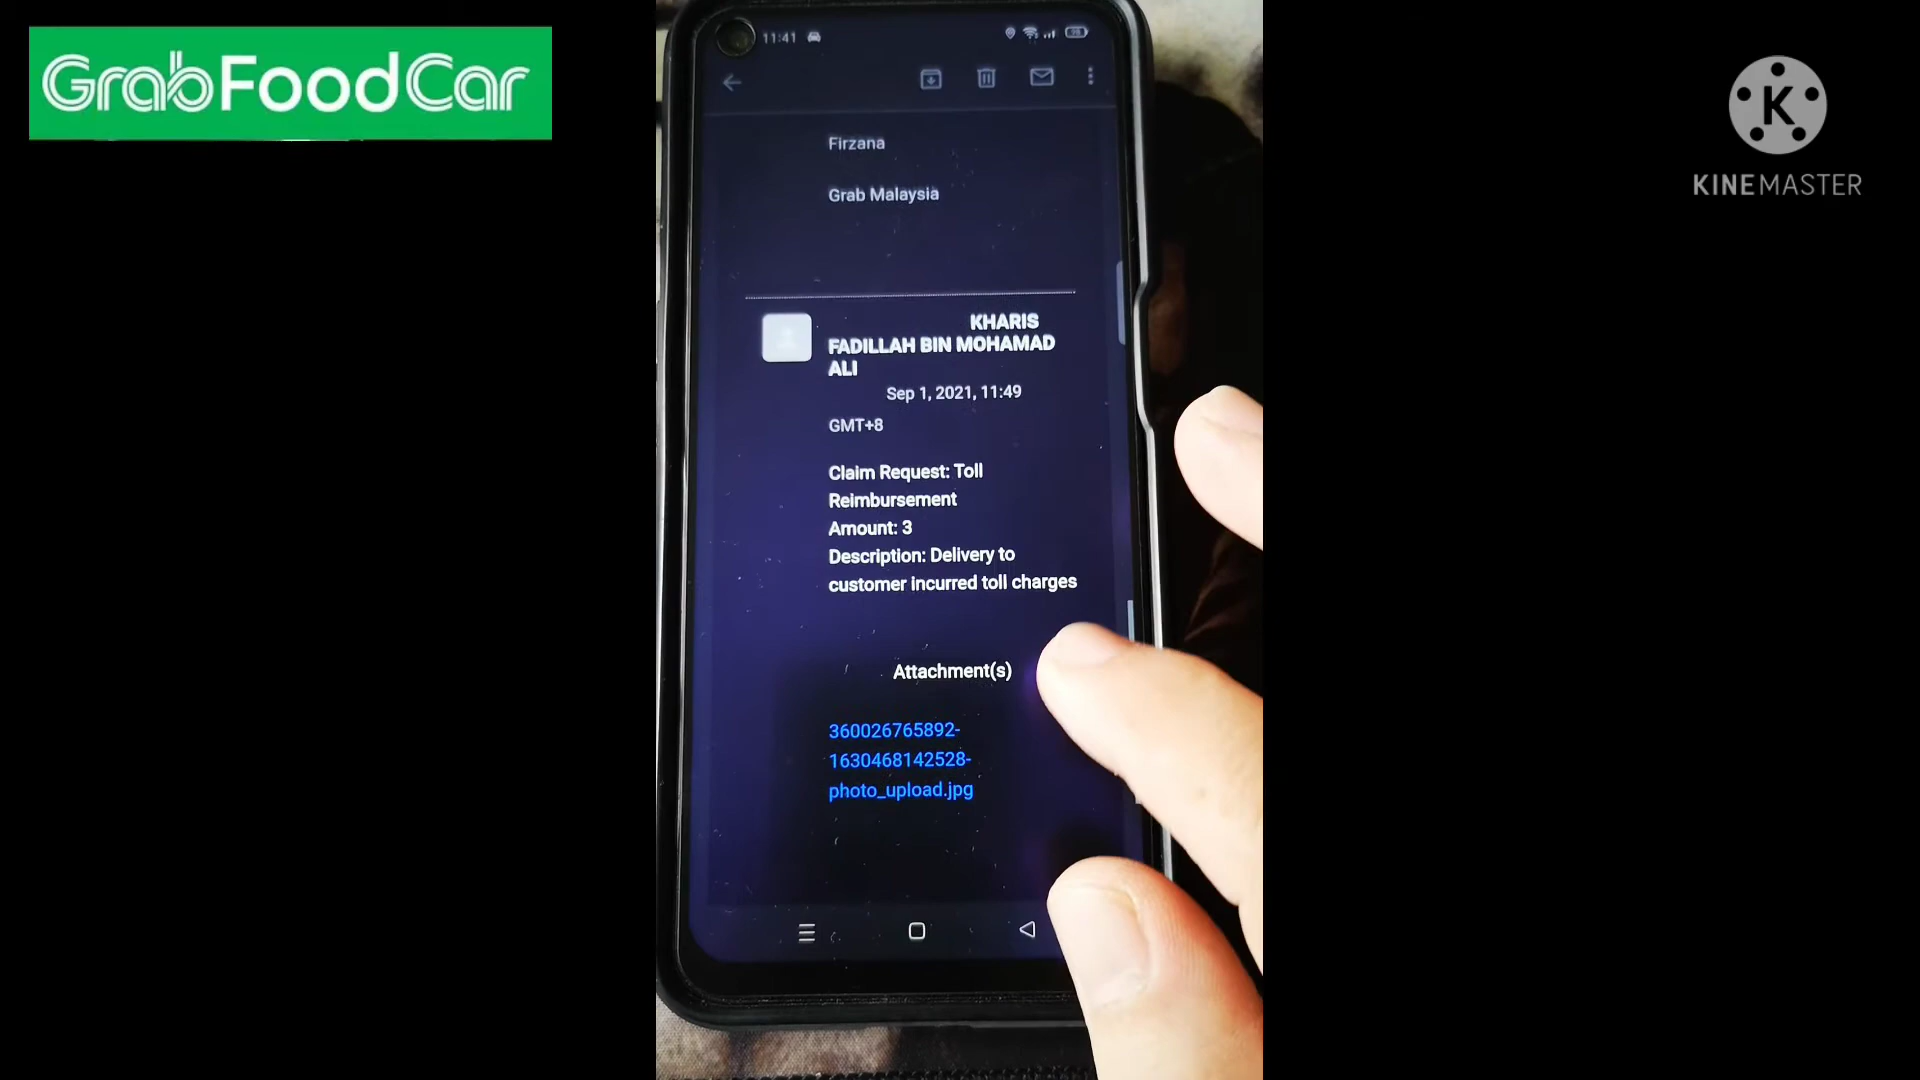 GrabFoodCar
11:41
K
KINEMASTER
Firzana
Grab Malaysia
KHARIS
FADILLAH BIN MOHAMAD
ALI
Sep 1, 2021, 11:49
GMT+8
Claim Request: Toll
Reimbursement
Amount: 3
Description: Delivery to
customer incurred toll charges
Attachment(s)
360026765892-
1630468142528-
photo_upload.jpg